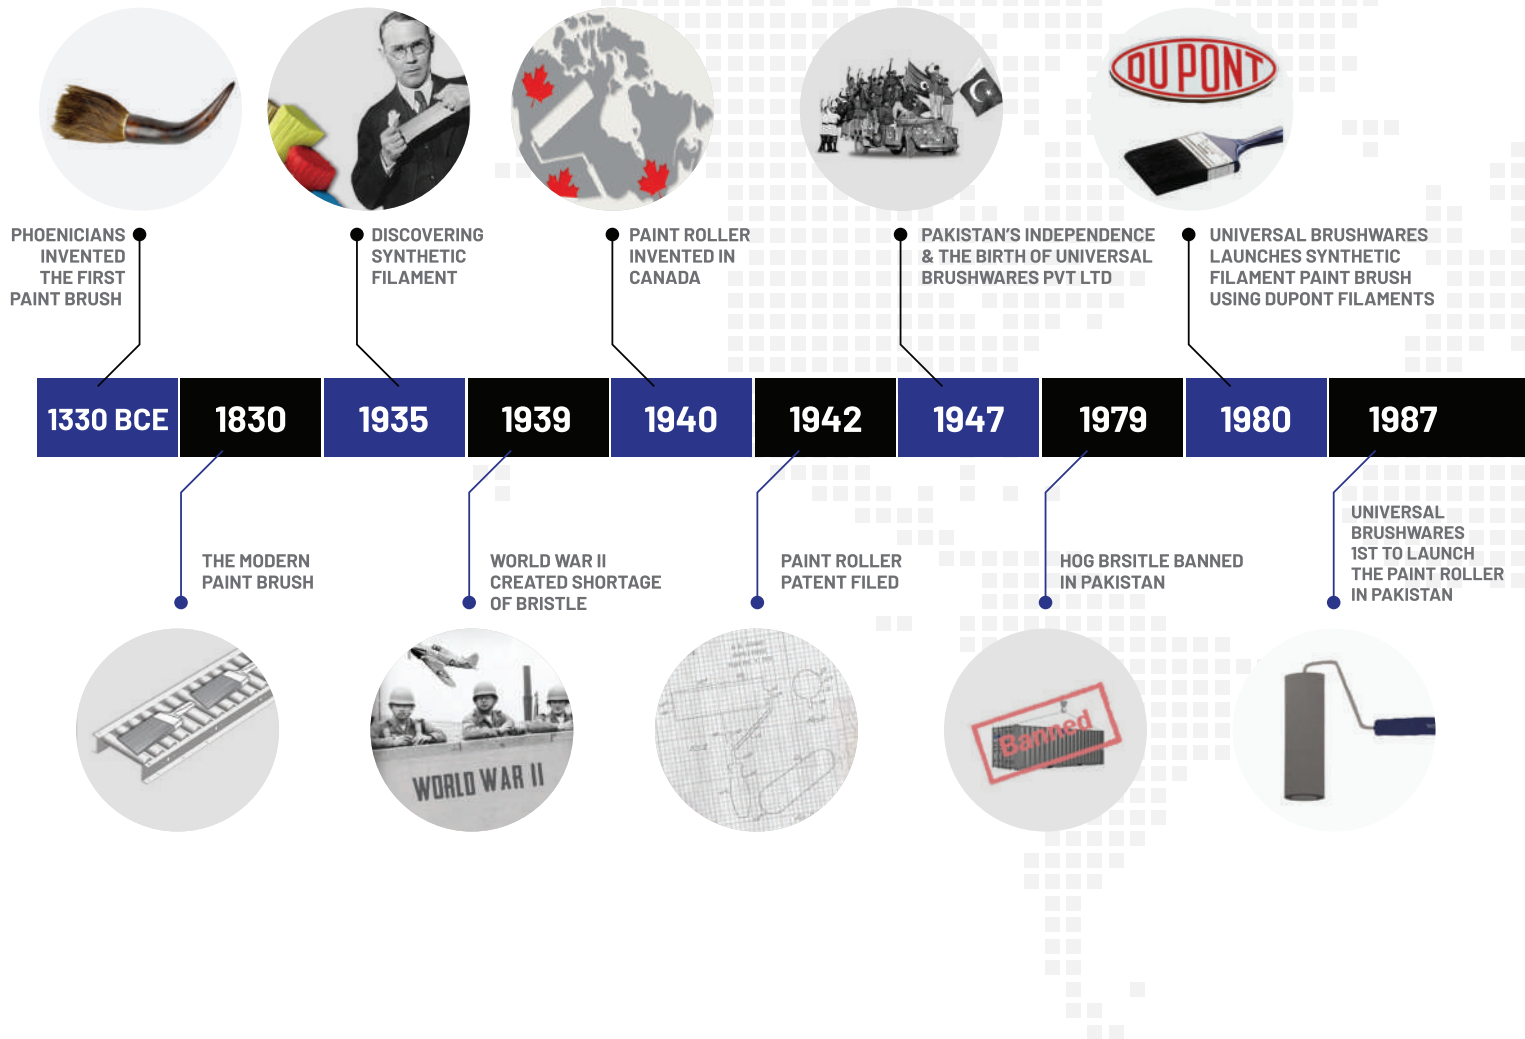 DU PONT
PHOENICIANS
INVENTED
THE FIRST
PAINT BRUSH
DISCOVERING
SYNTHETIC
FILAMENT
PAINT ROLLER
INVENTED IN
CANADA
PAKISTAN'S INDEPENDENCE
& THE BIRTH OF UNIVERSAL
BRUSHWARES PVT LTD
UNIVERSAL BRUSHWARES
LAUNCHES SYNTHETIC
FILAMENT PAINT BRUSH
USING DUPONT FILAMENTS
1330 BCE
1830
1935
1939
1940
1942
1947
1979
1980
1987
THE MODERN
PAINT BRUSH
WORLD WAR II
CREATED SHORTAGE
OF BRISTLE
PAINT ROLLER
PATENT FILED
HOG BRSITLE BANNED
IN PAKISTAN
UNIVERSAL
BRUSHWARES
1ST TO LAUNCH
THE PAINT ROLLER
IN PAKISTAN
WORLD WAR II
Banned